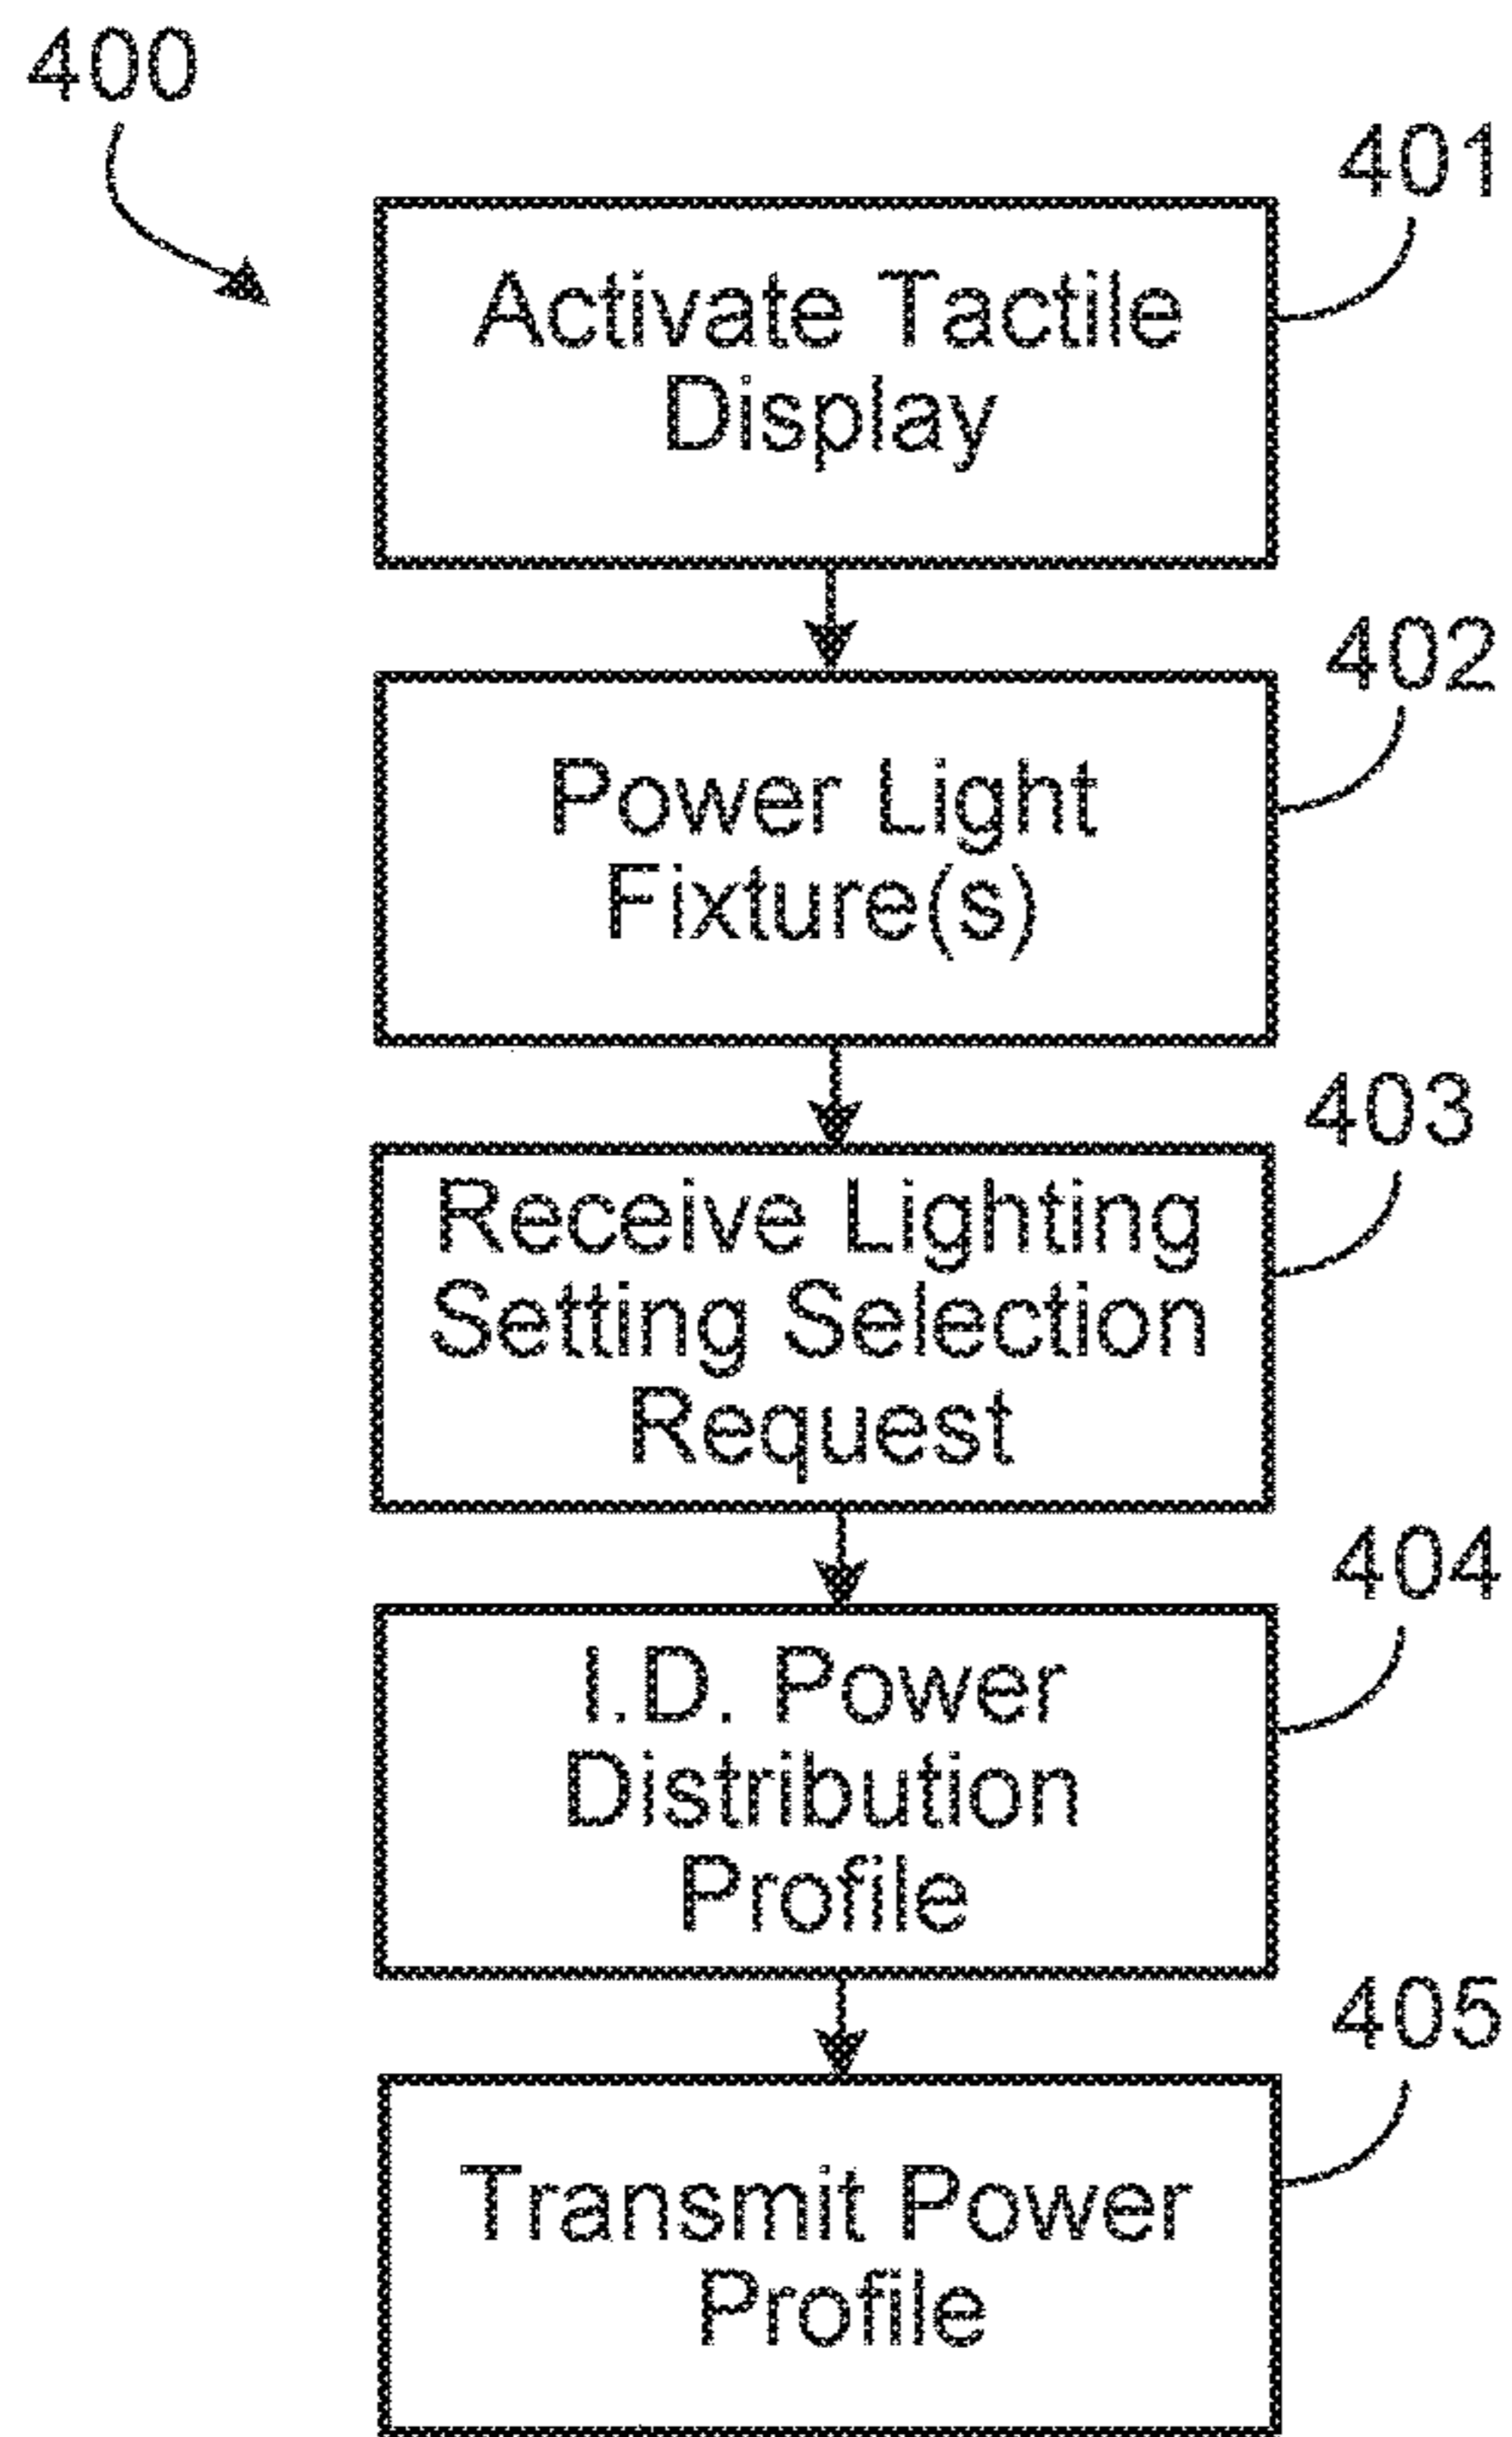 400
401
Activate Tactile
Display
402
Power Light
Fixture(s)
403
Receive Lighting
Setting Selection
Request
404
I.D. Power
Distribution
Profile
405
Transmit Power
Profile